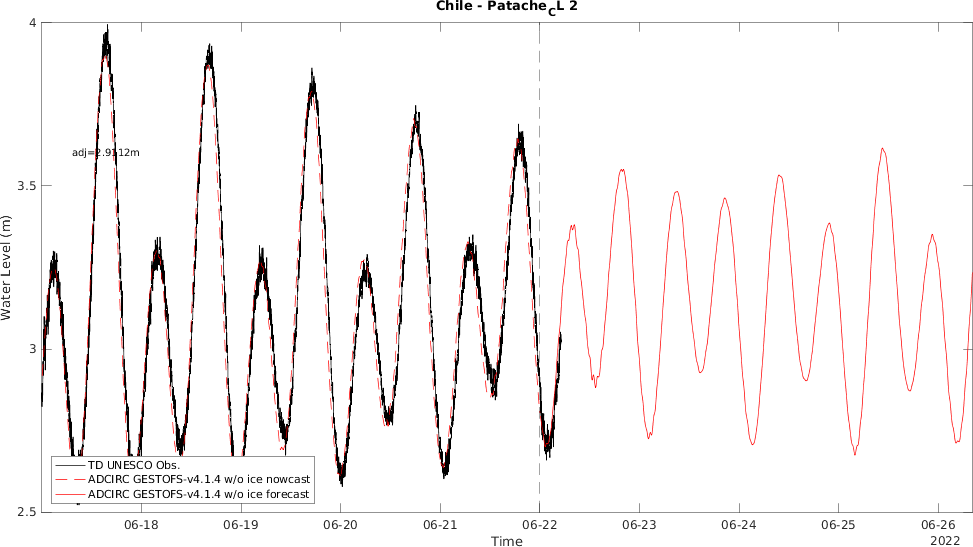 Chile - Patache_CL 2
4
adj=2.9112m
3.5
Water Level (m)
3
TD UNESCO Obs.
ADCIRC GESTOFS-v4.1.4 w/o ice nowcast
ADCIRC GESTOFS-v4.1.4 w/o ice forecast
2.5
06-18 06-19 06-20 06-21 06-22 06-23 06-24 06-25 06-26
Time
2022